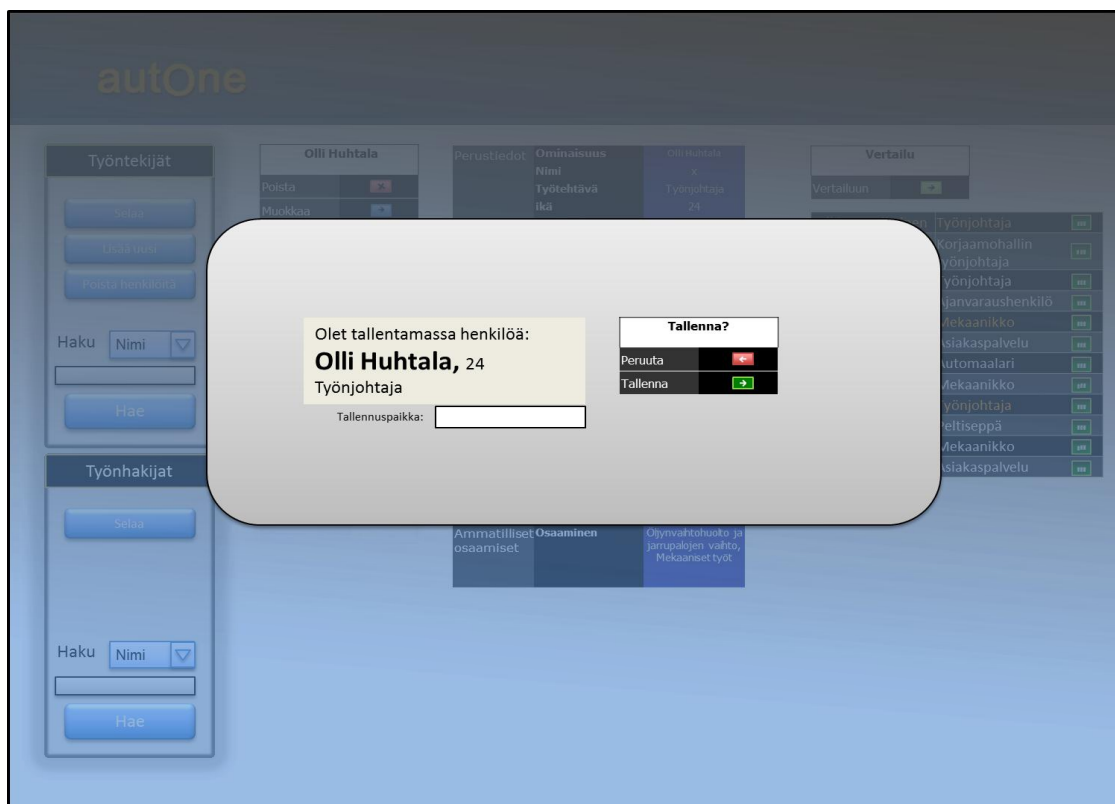 autOne
Työntekijät
Selaa
Lisää uusi
Poista henkilöitä
Haku
Nimi
Hae
Työnhakijat
Selaa
Haku
Nimi
Hae
Olli Huhtala
Poista
Muokkaa
Perustiedot
Ominaisuus
Olli Huhtala
Nimi
x
Työtehtävä
Työnjohtaja
ikä
24
Vertailu
Vertailuun
Olet tallentamassa henkilöä:
Olli Huhtala, 24
Työnjohtaja
Tallennuspaikka:
Tallenna?
Peruuta
Tallenna
Työnjohtaja
Korjaamohallin
työnjohtaja
Työnjohtaja
Ajanvaraushenkilö
Mekaanikko
Asiakaspalvelu
Automaalari
Mekaanikko
Työnjohtaja
Peltiseppä
Mekaanikko
Asiakaspalvelu
Ammatilliset
osaamiset
Osaaminen
Öljynvaihtohuolto ja
jarrupalojen vaihto,
Mekaaniset työt